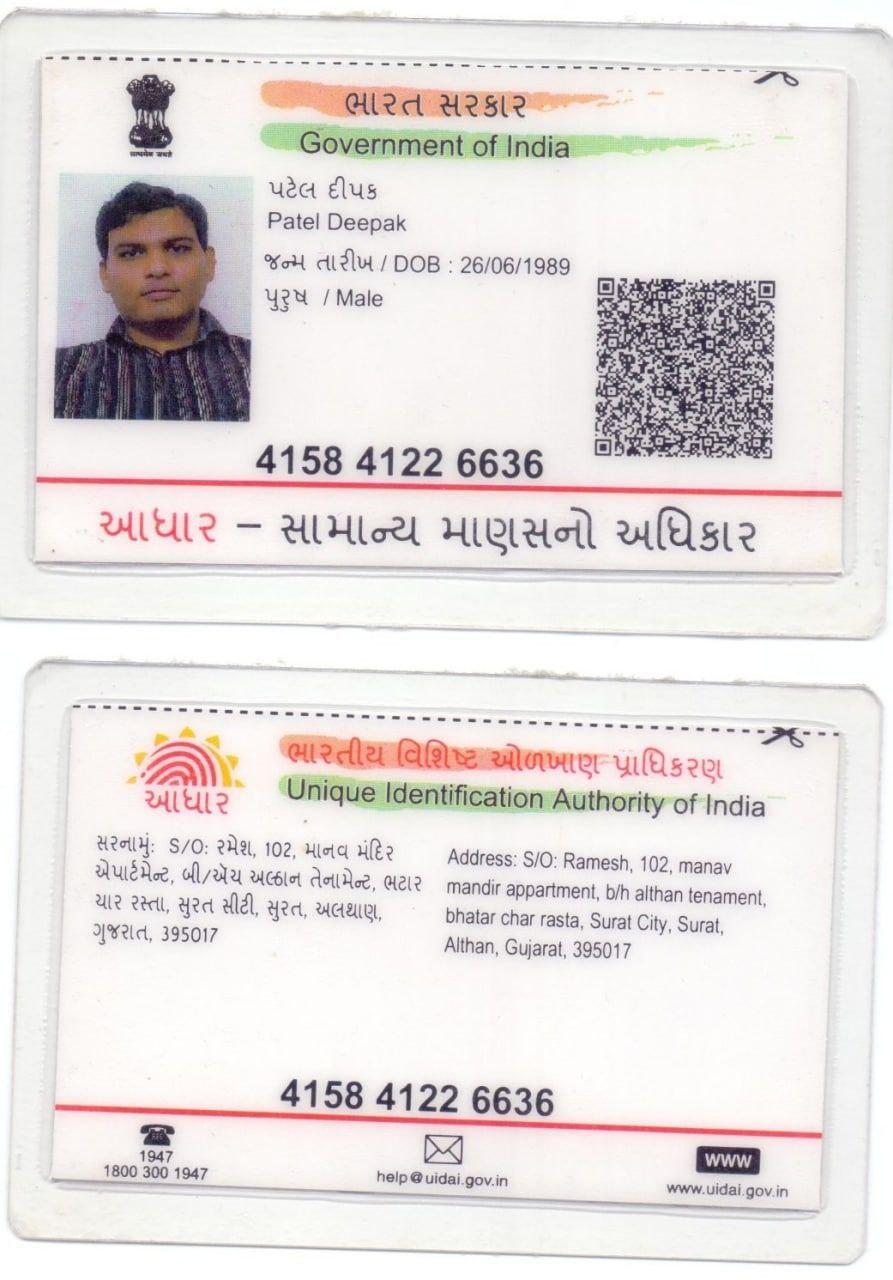 ભારત સરકાર
Government of India
सत्यमेव जयते
પટેલ દીપક
Patel Deepak
જન્મ તારીખ / DOB : 26/06/1989
પુરુષ / Male
4158 4122 6636
આધાર – સામાન્ય માણસનો અધિકાર
ભારતીય વિશિષ્ટ ઓળખાણ પ્રાધિકરણ
Unique Identification Authority of India
આધાર
સરનામું: S/O: રમેશ, 102, માનવ મંદિર
એપાર્ટમેન્ટ, બી/એચ અલ્ઠાન તેનામેન્ટ, ભટાર
ચાર રસ્તા, સુરત સીટી, સુરત, અલથાણ,
ગુજરાત, 395017
Address: S/O: Ramesh, 102, manav
mandir appartment, b/h althan tenament,
bhatar char rasta, Surat City, Surat,
Althan, Gujarat, 395017
4158 4122 6636
1947
1800 300 1947
help@uidai.gov.in
www
www.uidai.gov.in